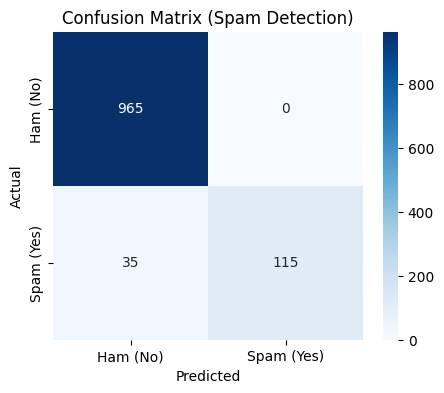 Confusion Matrix (Spam Detection)
Actual
Ham (No)
965
0
Spam (Yes)
35
115
Ham (No)
Spam (Yes)
Predicted
800
600
400
200
0